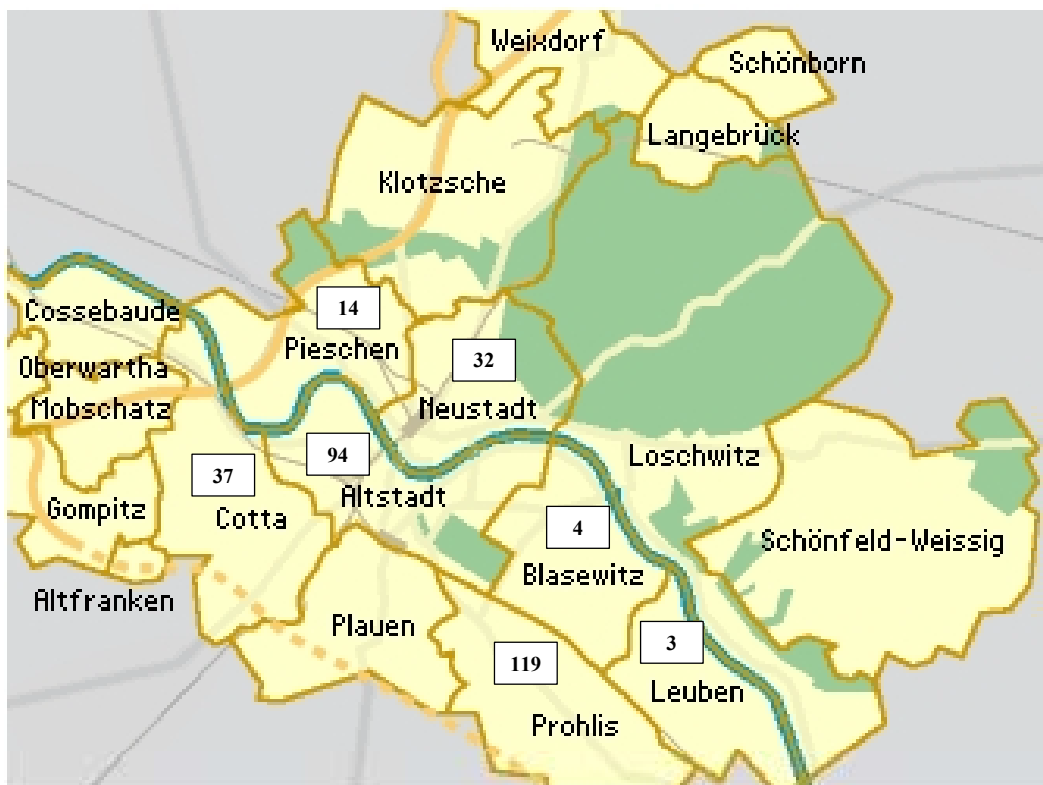 Weixdorf
Schönborn
Langebrück
Klotzsche
Cossebaude
14
Pieschen
32
Oberwartha
Mobschatz
Neustadt
94
37
Altstadt
Loschwitz
Gompitz
Cotta
4
Schönfeld-Weissig
Blasewitz
Altfranken
Plauen
3
119
Leuben
Prohlis